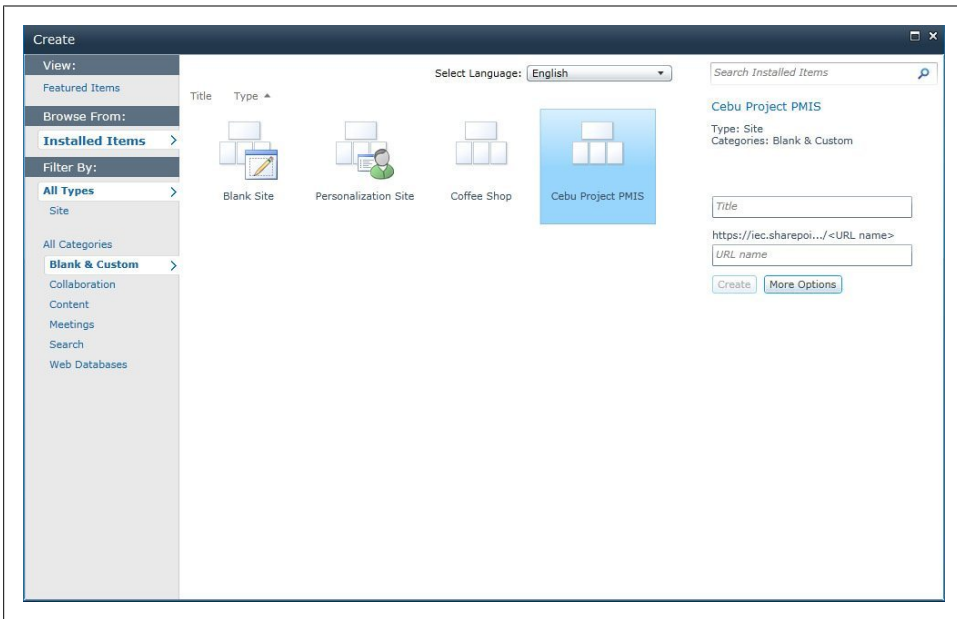 Create
View:
Featured Items
Browse From:
Installed Items
Filter By:
All Types
Site
All Categories
Blank & Custom
Collaboration
Content
Meetings
Search
Web Databases
Select Language: English
Title Type
Blank Site
Personalization Site
Coffee Shop
Cebu Project PMIS
Search Installed Items
Cebu Project PMIS
Type: Site
Categories: Blank & Custom
Title
https://iec.sharepoi.../<URL name>
URL name
Create More Options